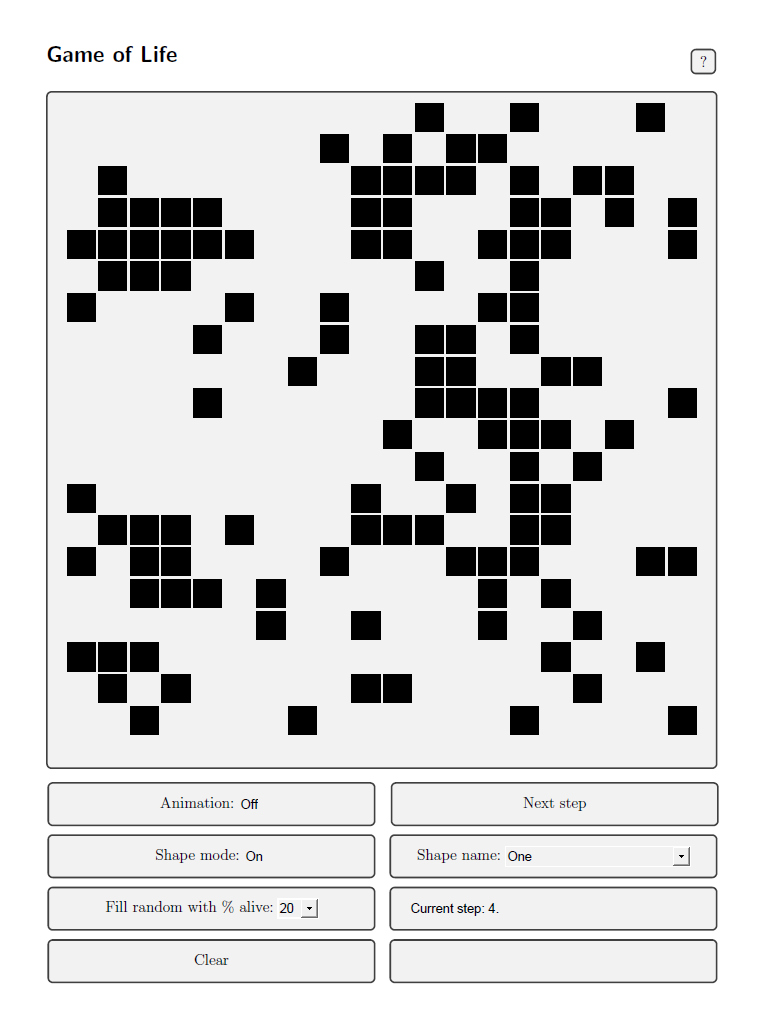 Game of Life
?
Animation: Off
Next step
Shape mode: On
Shape name: One
Fill random with % alive: 20
Current step: 4.
Clear